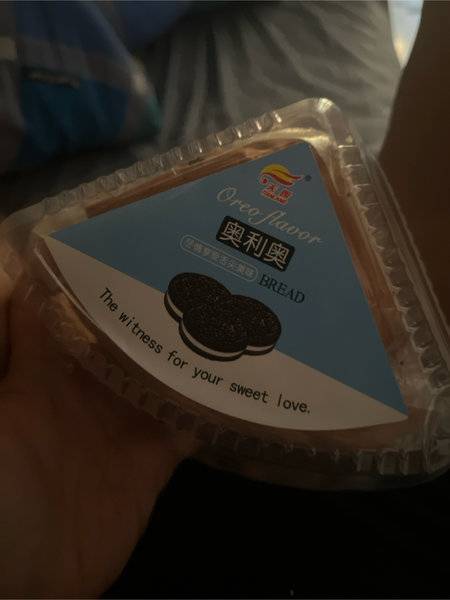 Oreo flavor
奥利奥
BREAD
The witness for your sweet love.